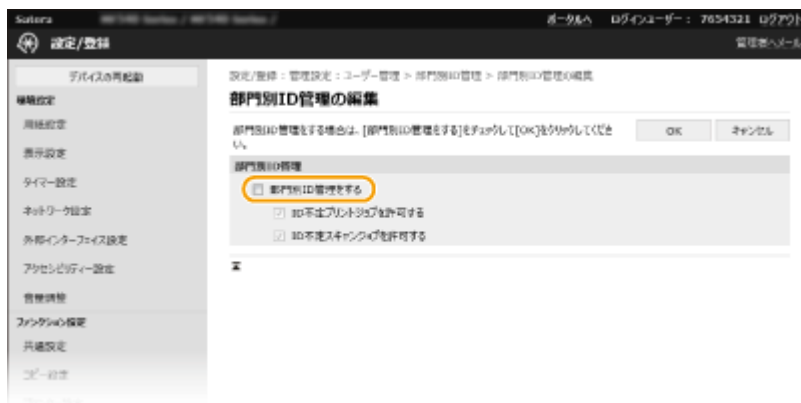 Satera
ポータルへ ログインユーザー： 7654321 ログアウト
設定/登録
管理者へメール
デバイスの再起動
設定/登録：管理設定：ユーザー管理 > 部門別ID管理 > 部門別ID管理の編集
環境設定
部門別ID管理の編集
用紙設定
部門別ID管理をする場合は、[部門別ID管理をする]をチェックして[OK]をクリックしてくださ
い。
OK
キャンセル
表示設定
部門別ID管理
タイマー設定
部門別ID管理をする
ネットワーク設定
ID不定プリントジョブを許可する
外部インターフェイス設定
ID不定スキャンジョブを許可する
アクセシビリティー設定
音量調整
ファンクション設定
共通設定
コピー設定